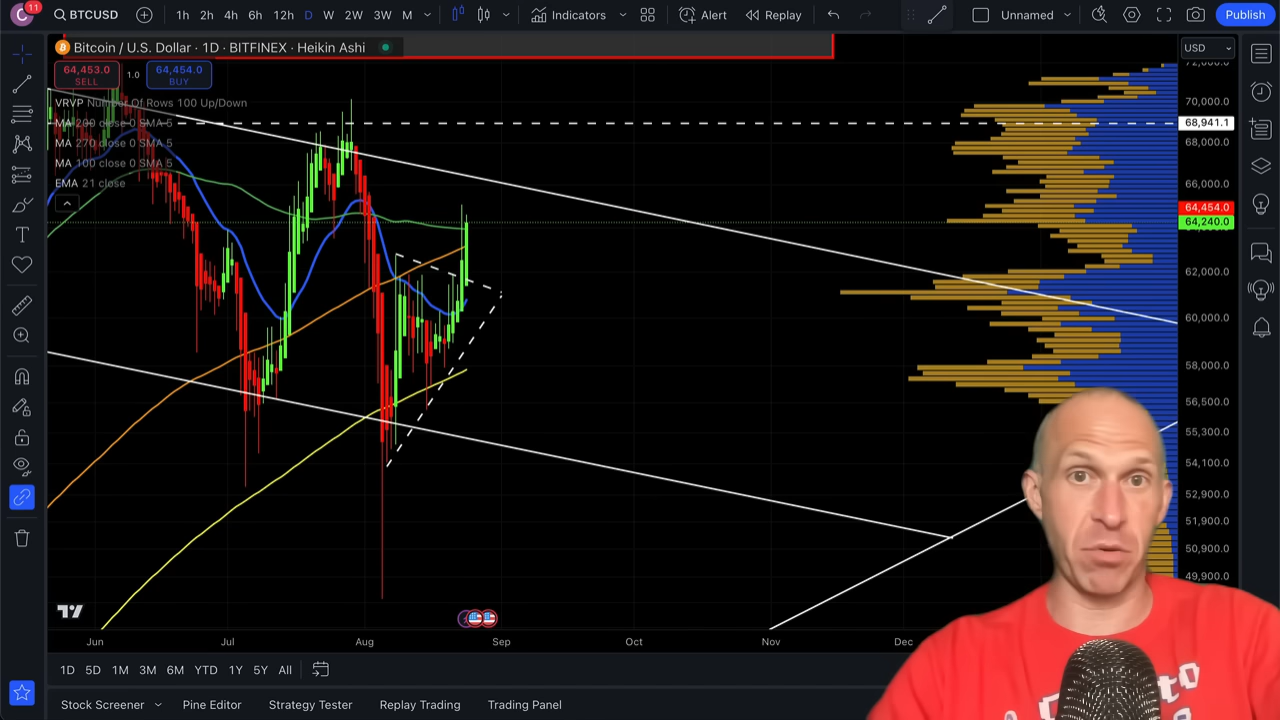 11
BTCUSD
1h 2h 4h 6h 12h D W 2W 3W M
Indicators
Alert
Replay
Unnamed
Publish
Bitcoin / U.S. Dollar · 1D · BITFINEX · Heikin Ashi
USD
64,453.0
SELL
1.0
64,454.0
BUY
VRVP Number Of Rows 100 Up/Down
MA 200 close 0 SMA 5
MA 270 close 0 SMA 5
MA 100 close 0 SMA 5
EMA 21 close
72,000.0
70,000.0
68,941.1
68,000.0
66,000.0
64,454.0
64,240.0
62,000.0
60,000.0
58,000.0
56,500.0
55,300.0
54,100.0
52,900.0
51,900.0
50,900.0
49,900.0
Jun Jul Aug Sep Oct Nov Dec
1D 5D 1M 3M 6M YTD 1Y 5Y All
Stock Screener
Pine Editor
Strategy Tester
Replay Trading
Trading Panel